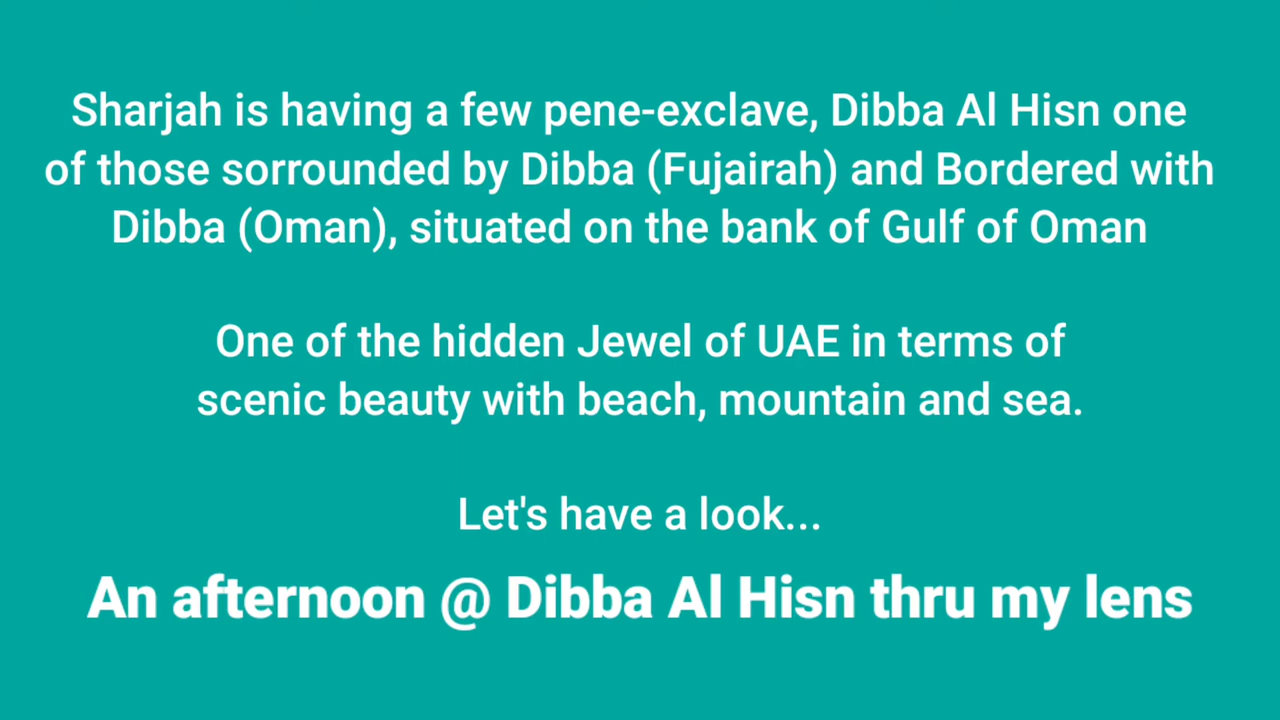 Sharjah is having a few pene-exclave, Dibba Al Hisn one
of those sorrounded by Dibba (Fujairah) and Bordered with
Dibba (Oman), situated on the bank of Gulf of Oman
One of the hidden Jewel of UAE in terms of
scenic beauty with beach, mountain and sea.
Let's have a look...
An afternoon @ Dibba Al Hisn thru my lens